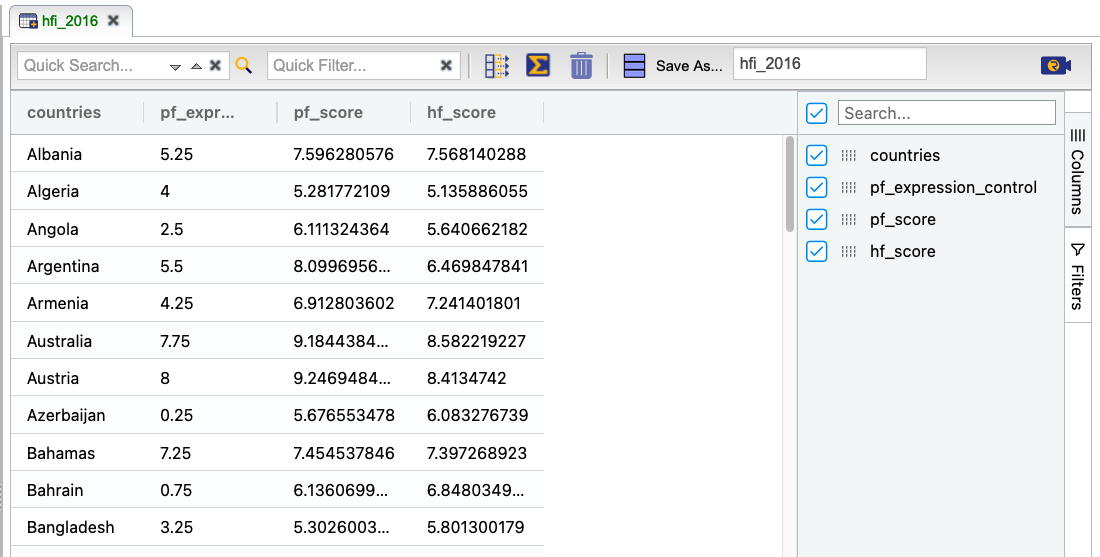 hfi_2016
Quick Search... Quick Filter... Save As... hfi_2016
countries pf_expr... pf_score hf_score
Albania 5.25 7.596280576 7.568140288
Algeria 4 5.281772109 5.135886055
Angola 2.5 6.111324364 5.640662182
Argentina 5.5 8.0996956... 6.469847841
Armenia 4.25 6.912803602 7.241401801
Australia 7.75 9.1844384... 8.582219227
Austria 8 9.2469484... 8.4134742
Azerbaijan 0.25 5.676553478 6.083276739
Bahamas 7.25 7.454537846 7.397268923
Bahrain 0.75 6.1360699... 6.8480349...
Bangladesh 3.25 5.3026003... 5.801300179
Search...
countries
pf_expression_control
pf_score
hf_score
Columns
Filters